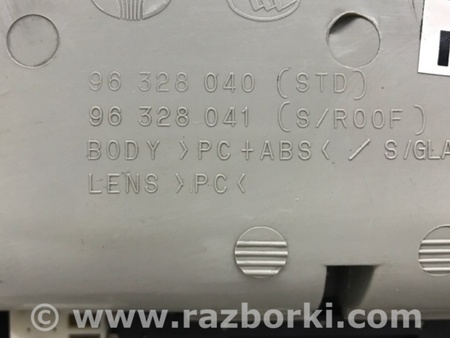 96 328 040 (STD)
96 328 041 (S/ROOF)
BODY >PC+ABS< / S/GLA
LENS >PC<
© www.razborki.com